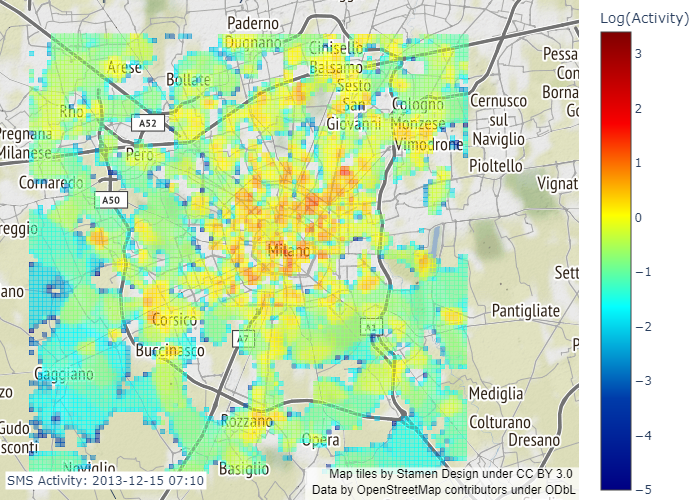 Log(Activity)
Paderno
Dugnano
Cinisello
Balsamo
Arese
Bollate
Sesto
San
Giovanni
Rho
A52
Cologno
Monzese
Cernusco
sul
Naviglio
Pessa
Borna
Vimodrone
Pioltello
Pregnana
Milanese
Pero
Cornaredo
A50
Vignat
reggio
Milano
Sett
ano
Pantigliate
Corsico
A7
A1
Buccinasco
Gaggiano
Mediglia
zo
Rozzano
Opera
Colturano
Dresano
Gudo
sconti
Noviglio
Basiglio
3
2
1
0
−1
−2
−3
−4
−5
SMS Activity: 2013-12-15 07:10
Map tiles by Stamen Design under CC BY 3.0
Data by OpenStreetMap contributors under ODbL